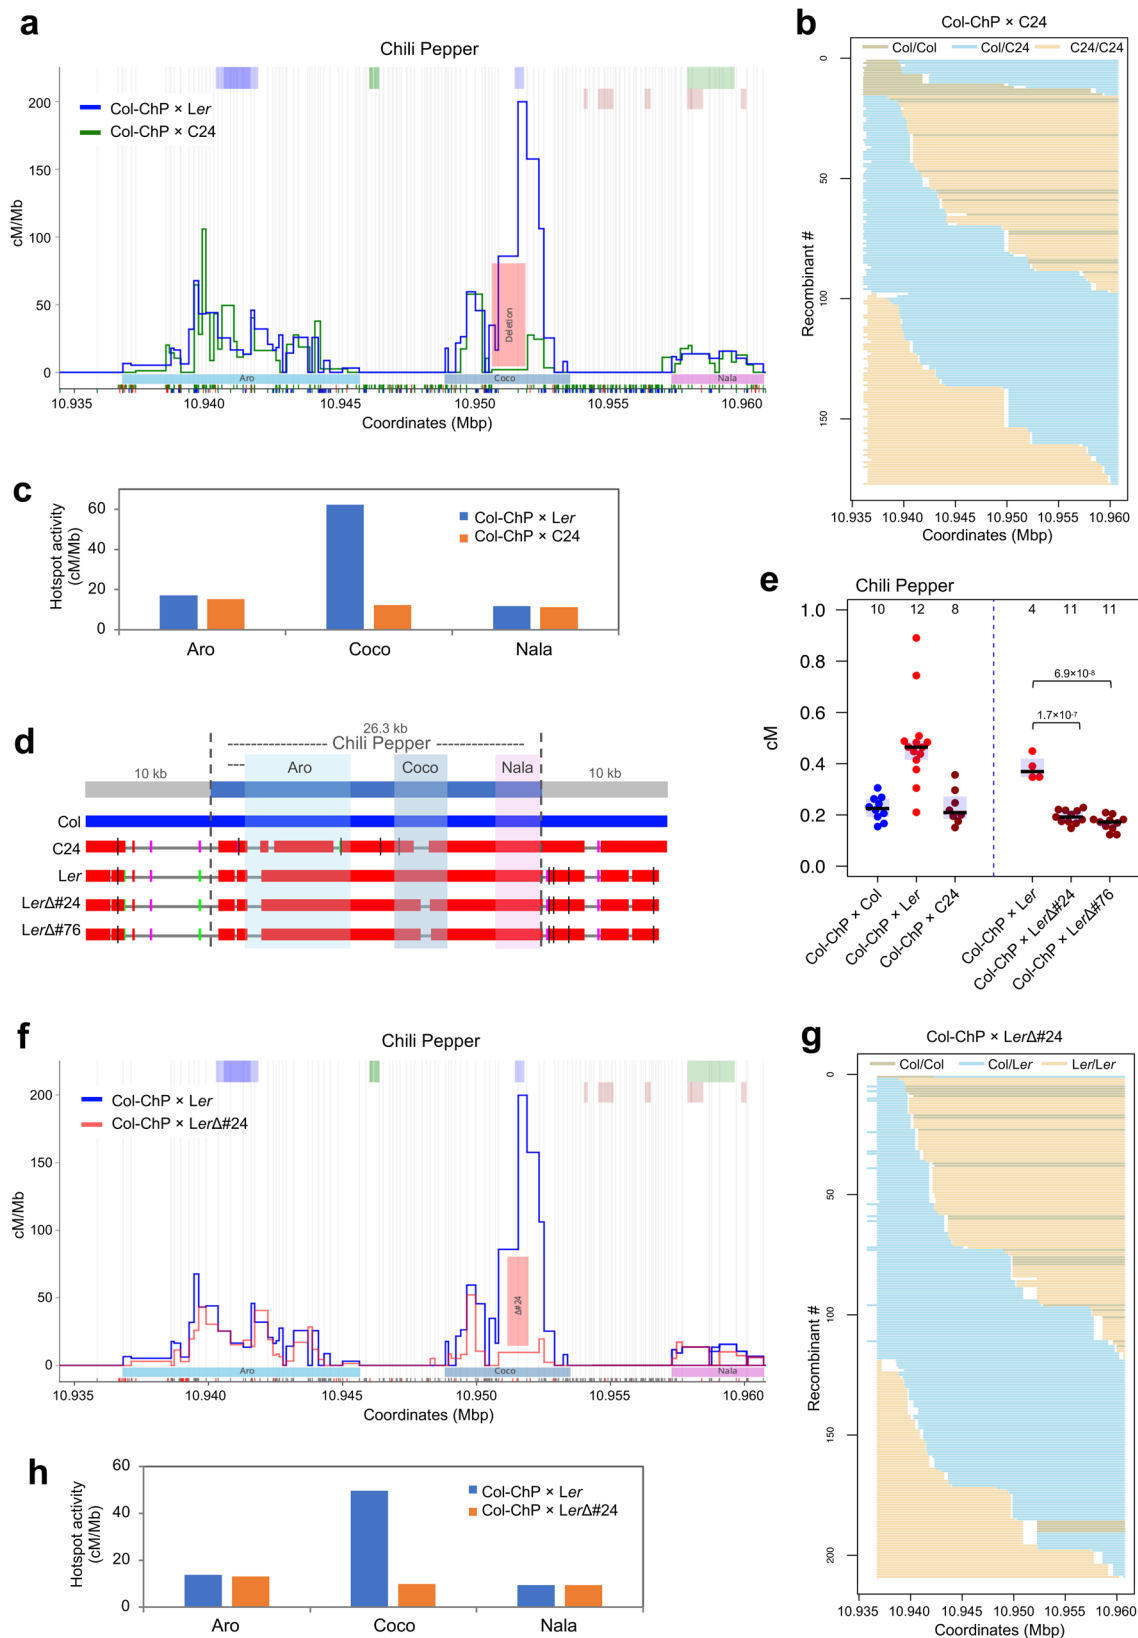 a
Chili Pepper
cM/Mb
200
150
100
50
0
Col-ChP × Ler
Col-ChP × C24
Deletion
Aro
Coco
Nala
10.935
10.940
10.945
10.950
10.955
10.960
Coordinates (Mbp)
b
Col-ChP × C24
Col/Col
Col/C24
C24/C24
Recombinant #
0
50
100
150
10.935
10.940
10.945
10.950
10.955
10.960
Coordinates (Mbp)
c
Hotspot activity
(cM/Mb)
60
40
20
0
Col-ChP × Ler
Col-ChP × C24
Aro
Coco
Nala
d
26.3 kb
Chili Pepper
10 kb
Aro
Coco
Nala
10 kb
Col
C24
Ler
LerΔ#24
LerΔ#76
e
Chili Pepper
cM
1.0
0.8
0.6
0.4
0.2
0.0
10
12
8
4
11
11
6.9×10⁻⁸
1.7×10⁻⁷
Col-ChP × Col
Col-ChP × Ler
Col-ChP × C24
Col-ChP × Ler
Col-ChP × LerΔ#24
Col-ChP × LerΔ#76
f
Chili Pepper
cM/Mb
200
150
100
50
0
Col-ChP × Ler
Col-ChP × LerΔ#24
Δ#24
Aro
Coco
Nala
10.935
10.940
10.945
10.950
10.955
10.960
Coordinates (Mbp)
g
Col-ChP × LerΔ#24
Col/Col
Col/Ler
Ler/Ler
Recombinant #
0
50
100
150
200
10.935
10.940
10.945
10.950
10.955
10.960
Coordinates (Mbp)
h
Hotspot activity
(cM/Mb)
60
40
20
0
Col-ChP × Ler
Col-ChP × LerΔ#24
Aro
Coco
Nala